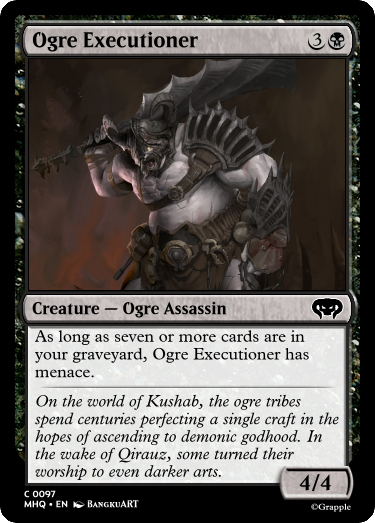 Ogre Executioner 3
Creature — Ogre Assassin
As long as seven or more cards are in
your graveyard, Ogre Executioner has
menace.
On the world of Kushab, the ogre tribes
spend centuries perfecting a single craft in the
hopes of ascending to demonic godhood. In
the wake of Qirauz, some turned their
worship to even darker arts.
4/4
C 0097
MHQ • EN BangkuART
©Grapple